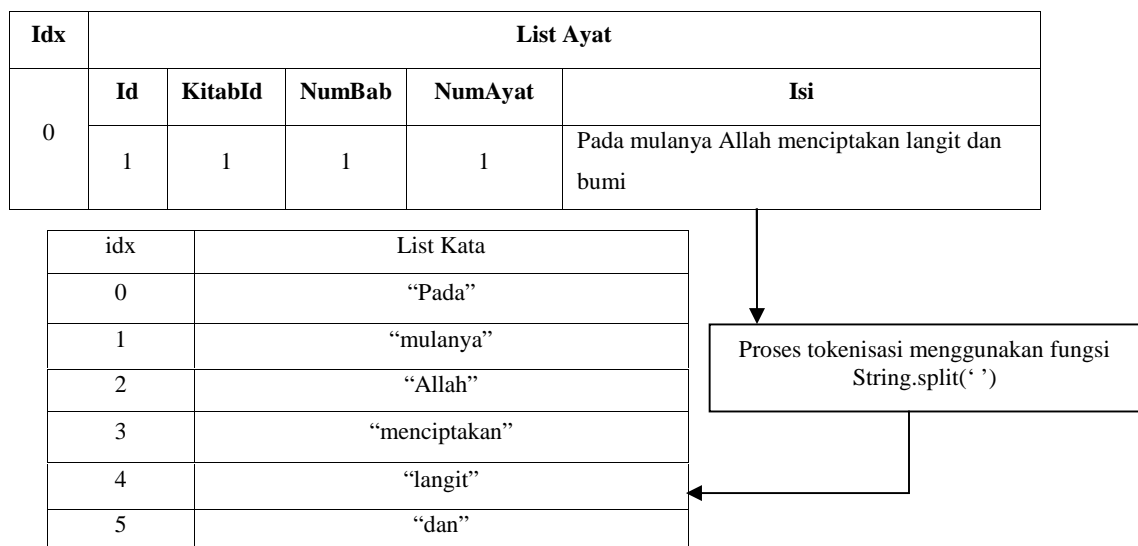 Idx List Ayat
Id KitabId NumBab NumAyat Isi
0
1 1 1 1 Pada mulanya Allah menciptakan langit dan
bumi
idx List Kata
0 “Pada”
1 “mulanya”
2 “Allah”
3 “menciptakan”
4 “langit”
5 “dan”
Proses tokenisasi menggunakan fungsi
String.split(‘ ’)